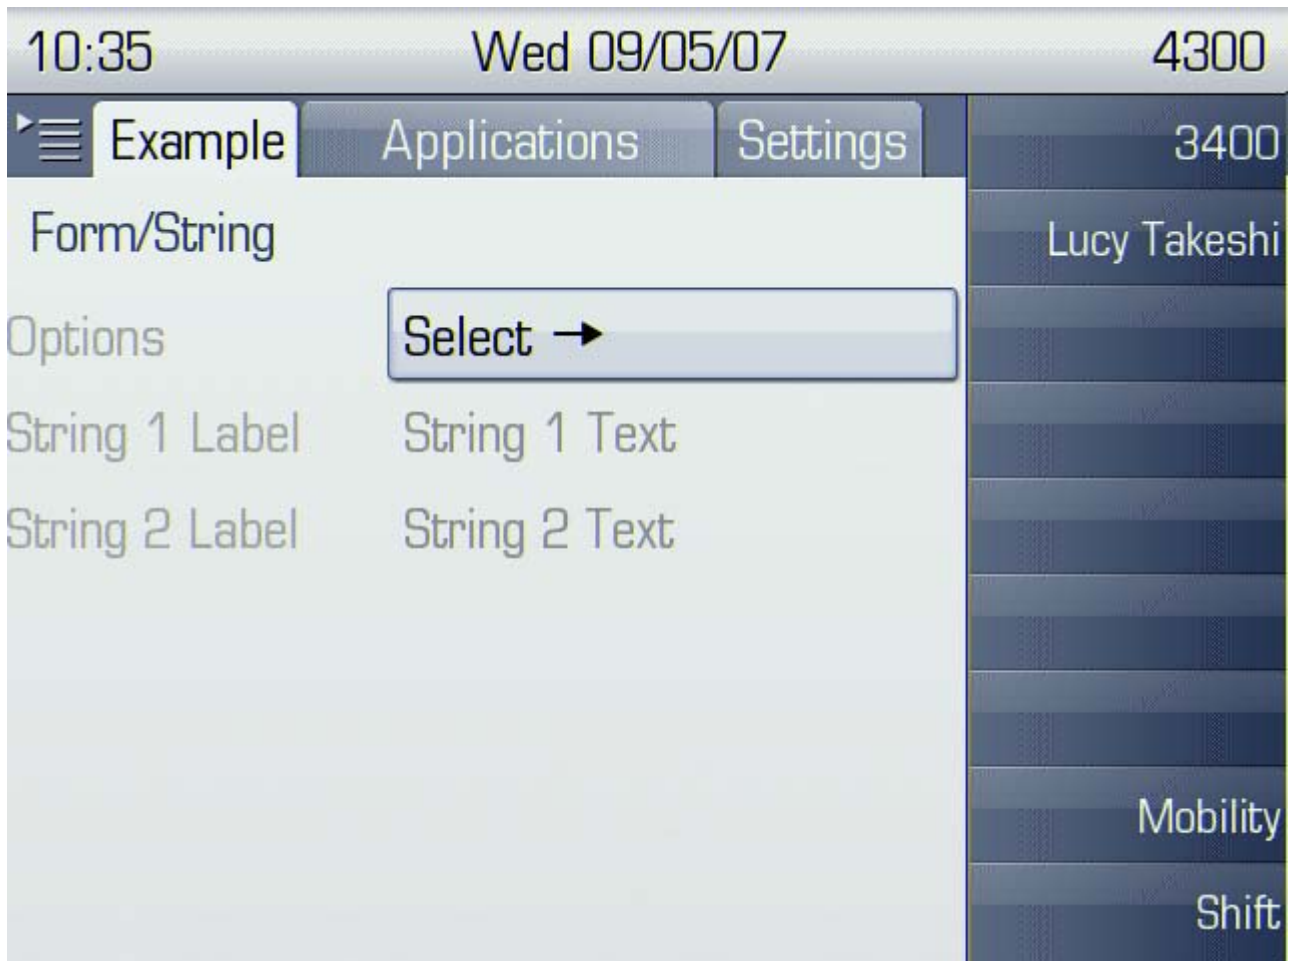 10:35 Wed 09/05/07 4300
Example Applications Settings
Form/String
Options Select →
String 1 Label String 1 Text
String 2 Label String 2 Text
3400
Lucy Takeshi
Mobility
Shift